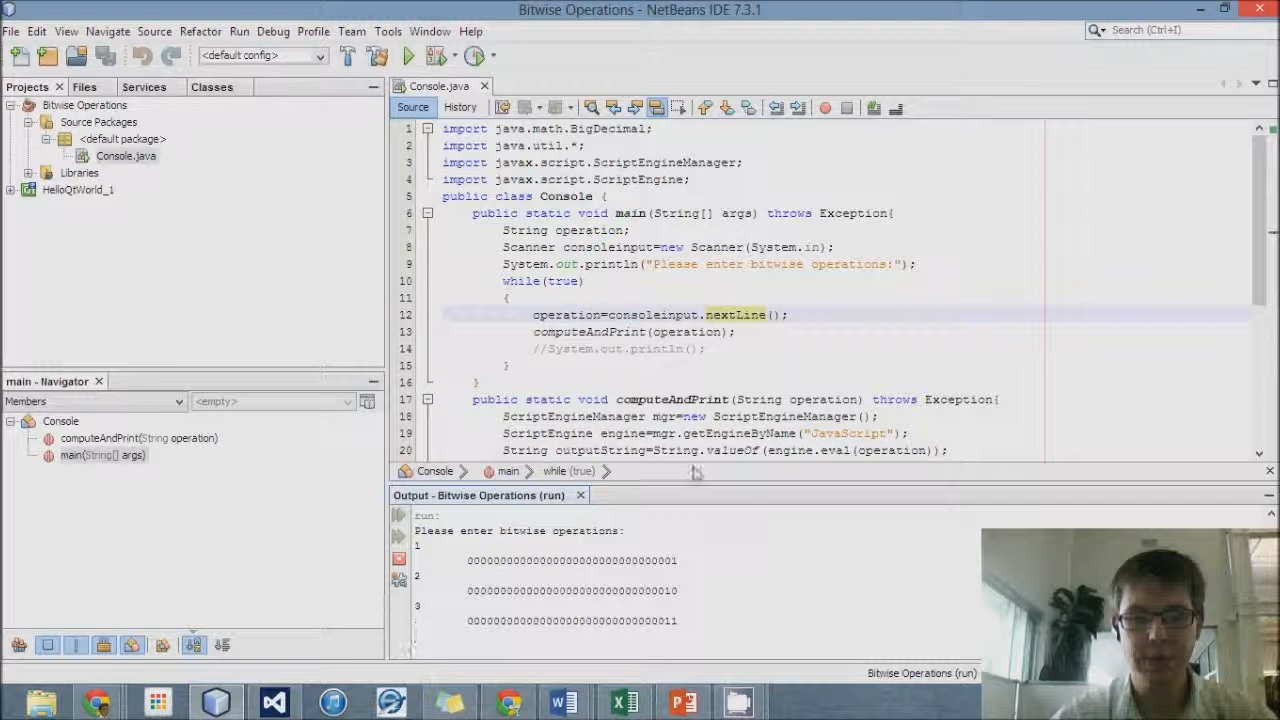 Bitwise Operations - NetBeans IDE 7.3.1
File Edit View Navigate Source Refactor Run Debug Profile Team Tools Window Help
Search (Ctrl+I)
<default config>
Projects Files Services Classes
Console.java
Bitwise Operations
Source Packages
<default package>
Console.java
Libraries
HelloQtWorld_1
Source History
1 import java.math.BigDecimal;
2 import java.util.*;
3 import javax.script.ScriptEngineManager;
4 import javax.script.ScriptEngine;
5 public class Console {
6 public static void main(String[] args) throws Exception{
7 String operation;
8 Scanner consoleinput=new Scanner(System.in);
9 System.out.println("Please enter bitwise operations:");
10 while(true)
11 {
12 operation=consoleinput.nextLine();
13 computeAndPrint(operation);
14 //System.out.println();
15 }
16 }
17 public static void computeAndPrint(String operation) throws Exception{
18 ScriptEngineManager mgr=new ScriptEngineManager();
19 ScriptEngine engine=mgr.getEngineByName("JavaScript");
20 String outputString=String.valueOf(engine.eval(operation));
Console main while (true)
main - Navigator
Members <empty>
Console
computeAndPrint(String operation)
main(String[] args)
Output - Bitwise Operations (run)
run:
Please enter bitwise operations:
1
00000000000000000000000000001
2
00000000000000000000000000010
3
00000000000000000000000000011
Bitwise Operations (run)